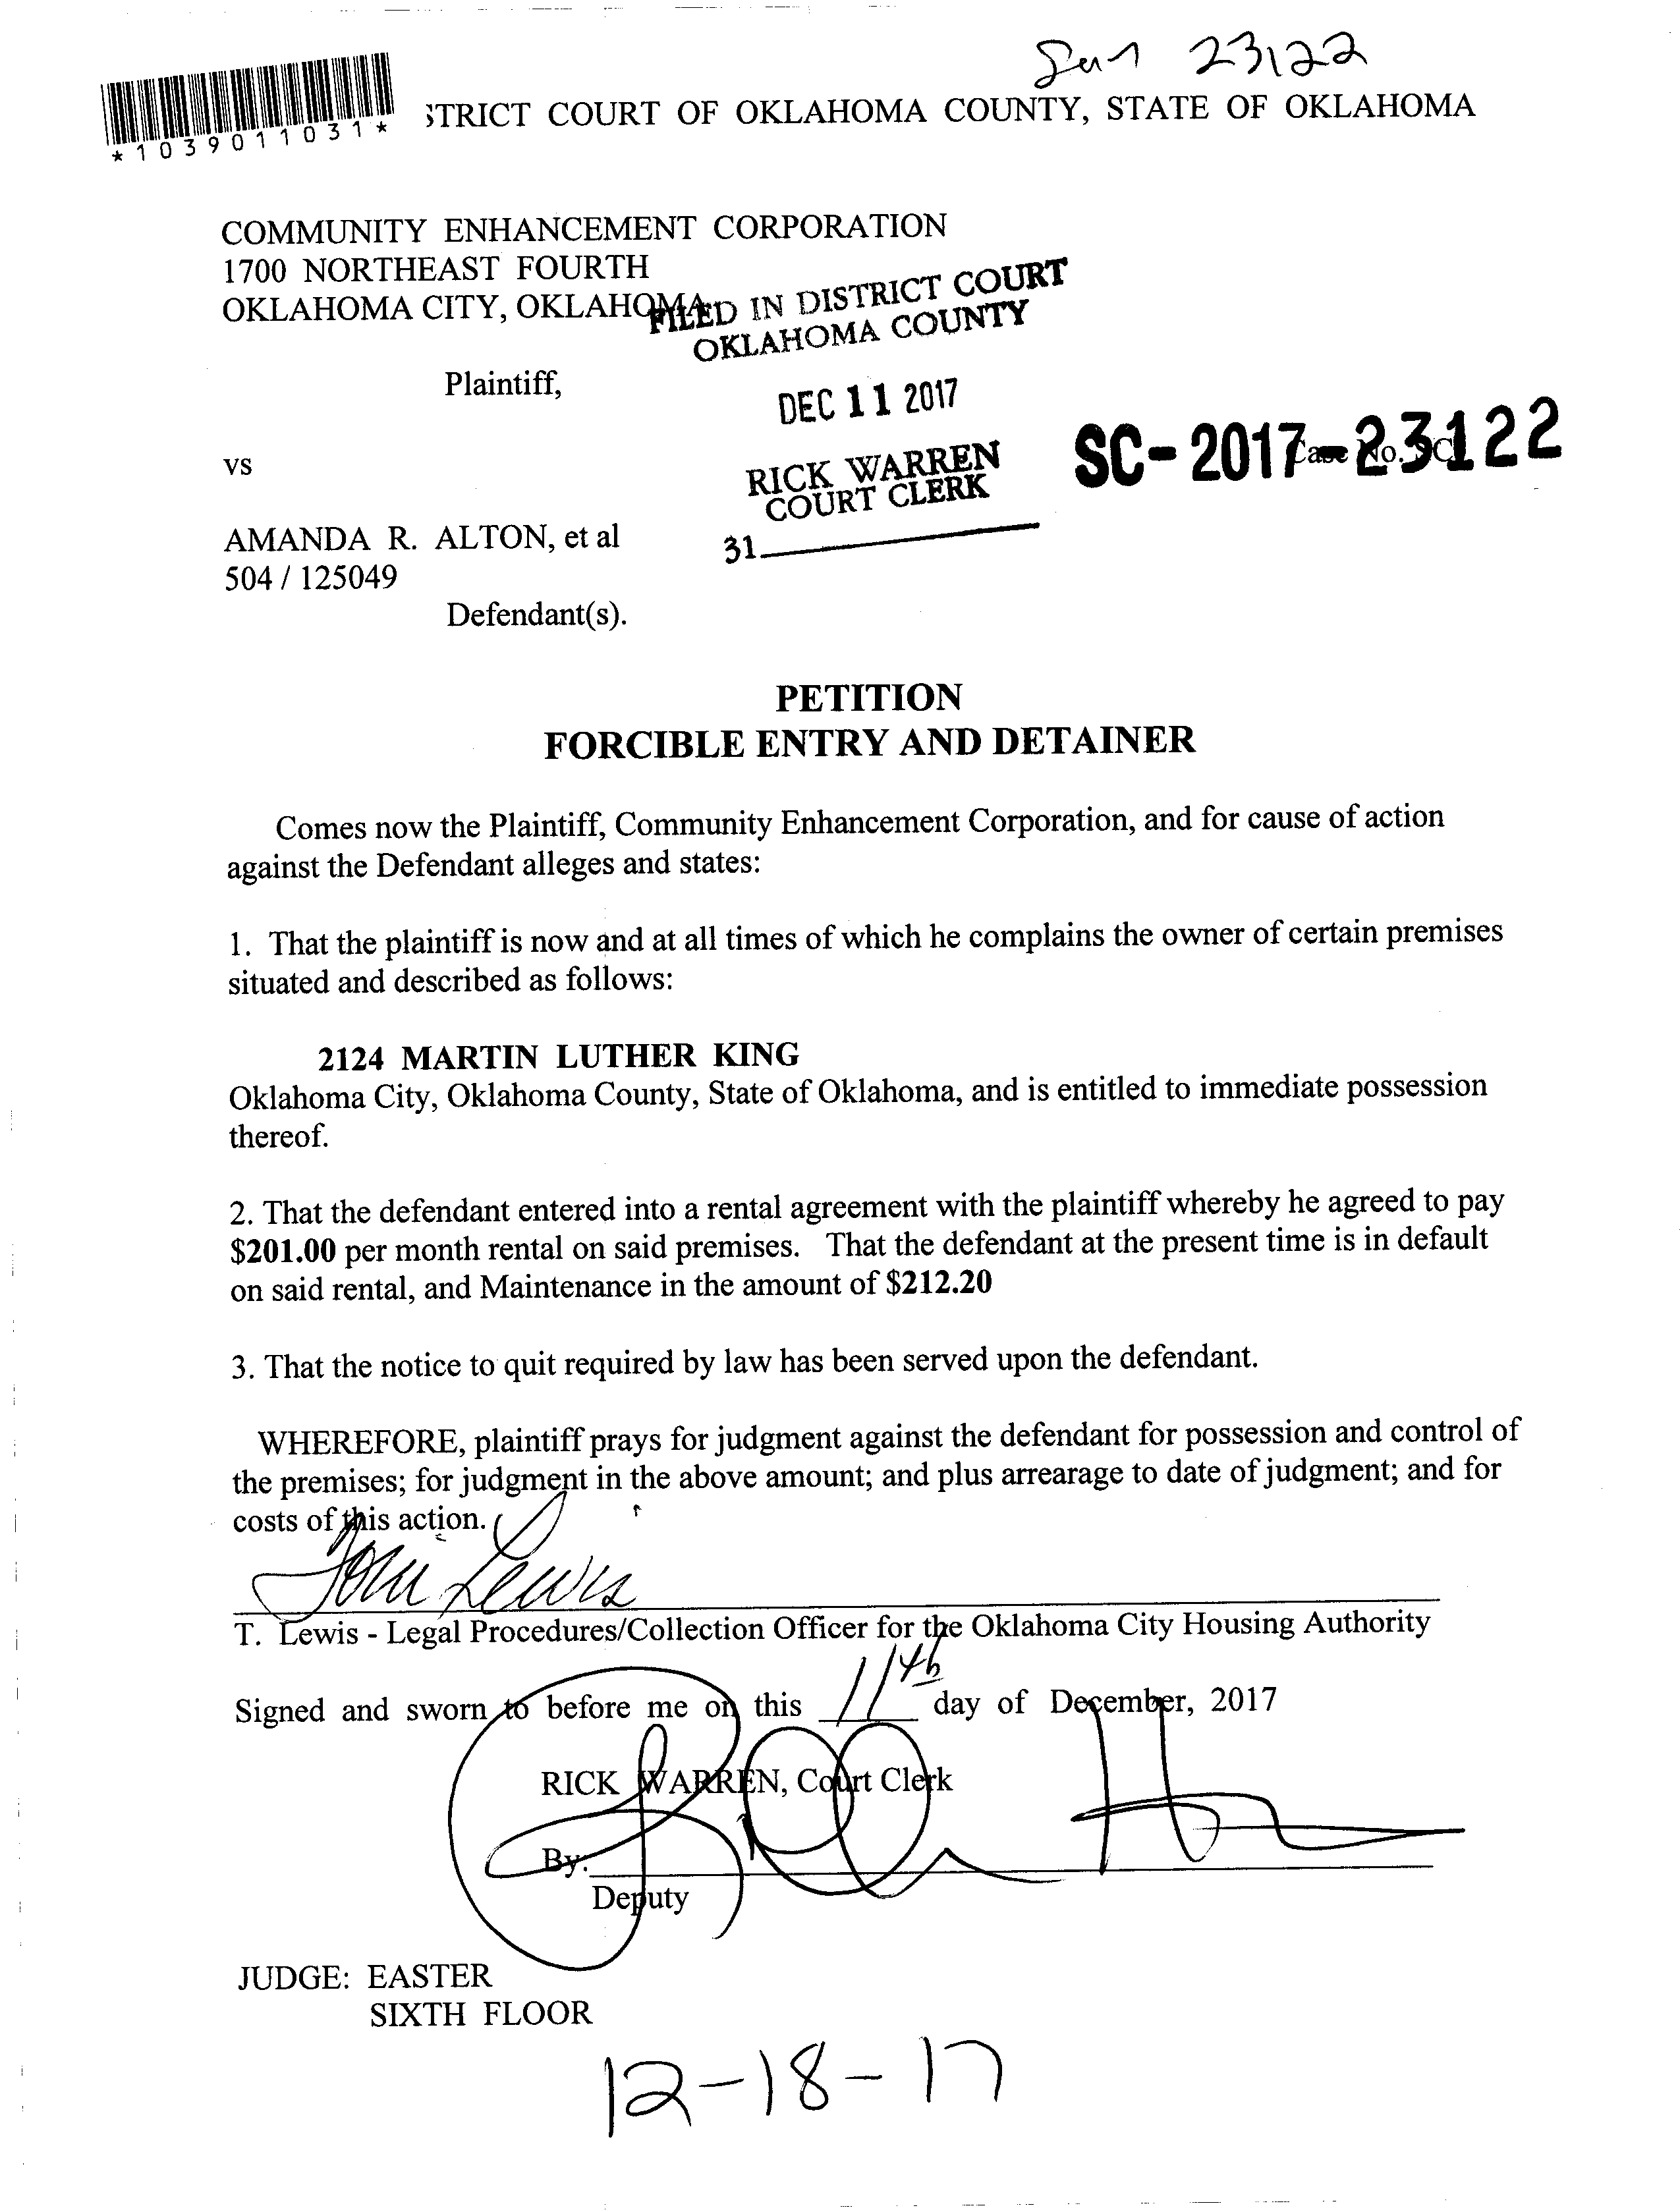 23122
*1039011031*
STRICT COURT OF OKLAHOMA COUNTY, STATE OF OKLAHOMA
COMMUNITY ENHANCEMENT CORPORATION
1700 NORTHEAST FOURTH
OKLAHOMA CITY, OKLAHOMA
FILED IN DISTRICT COURT
OKLAHOMA COUNTY
Plaintiff,
DEC 11 2017
vs
RICK WARREN
COURT CLERK
SC-2017-23122
Case No. SC
31
AMANDA R. ALTON, et al
504 / 125049
Defendant(s).
PETITION
FORCIBLE ENTRY AND DETAINER
Comes now the Plaintiff, Community Enhancement Corporation, and for cause of action
against the Defendant alleges and states:
1. That the plaintiff is now and at all times of which he complains the owner of certain premises
situated and described as follows:
2124 MARTIN LUTHER KING
Oklahoma City, Oklahoma County, State of Oklahoma, and is entitled to immediate possession
thereof.
2. That the defendant entered into a rental agreement with the plaintiff whereby he agreed to pay
$201.00 per month rental on said premises. That the defendant at the present time is in default
on said rental, and Maintenance in the amount of $212.20
3. That the notice to quit required by law has been served upon the defendant.
WHEREFORE, plaintiff prays for judgment against the defendant for possession and control of
the premises; for judgment in the above amount; and plus arrearage to date of judgment; and for
costs of this action.
Tom Lewis
T. Lewis - Legal Procedures/Collection Officer for the Oklahoma City Housing Authority
Signed and sworn to before me on this 11th day of December, 2017
RICK WARREN, Court Clerk
By:
Deputy
JUDGE: EASTER
SIXTH FLOOR
12-18-17